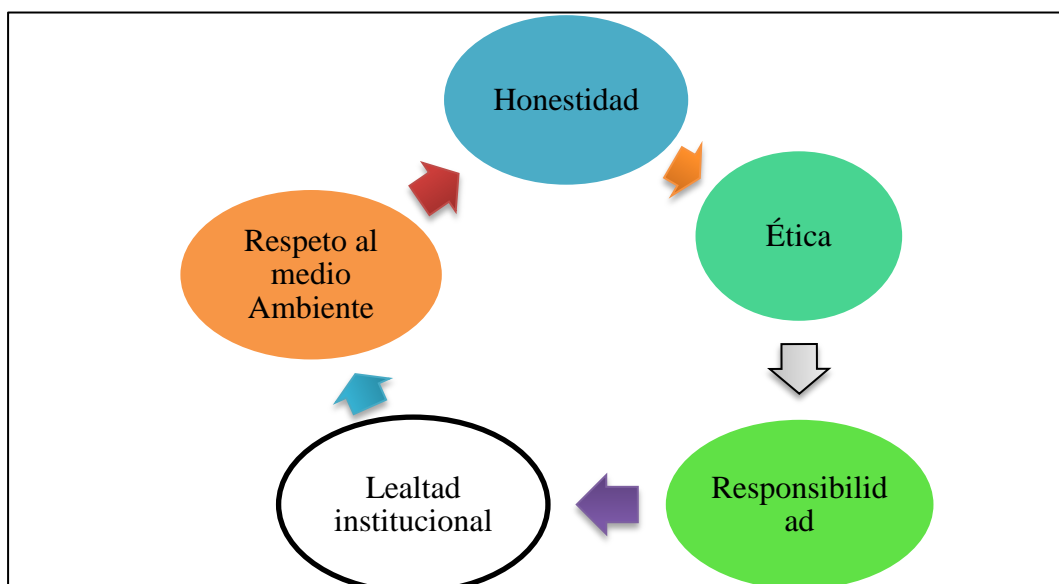 Honestidad
Ética
Responsibilid
ad
Lealtad
institucional
Respeto al
medio
Ambiente